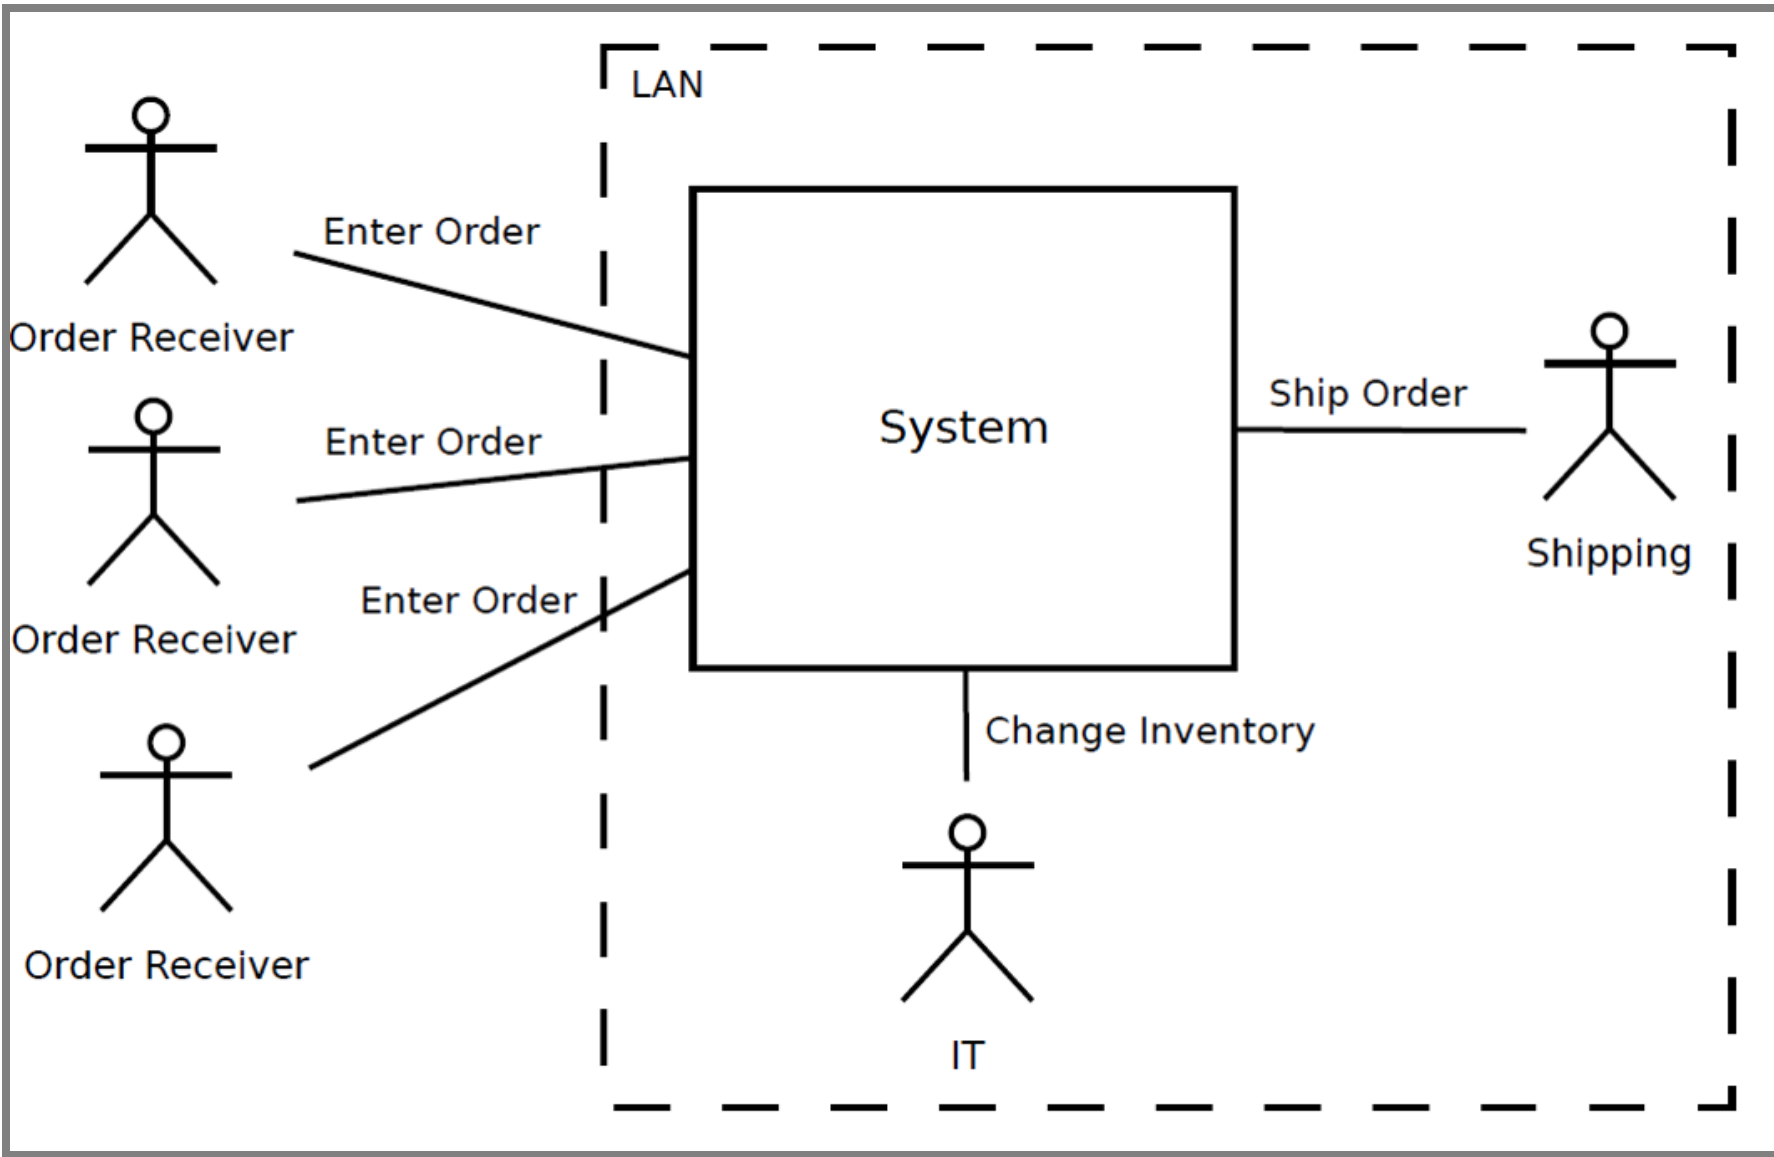 LAN
Enter Order
Order Receiver
Enter Order
Order Receiver
Enter Order
Order Receiver
System
Ship Order
Shipping
Change Inventory
IT